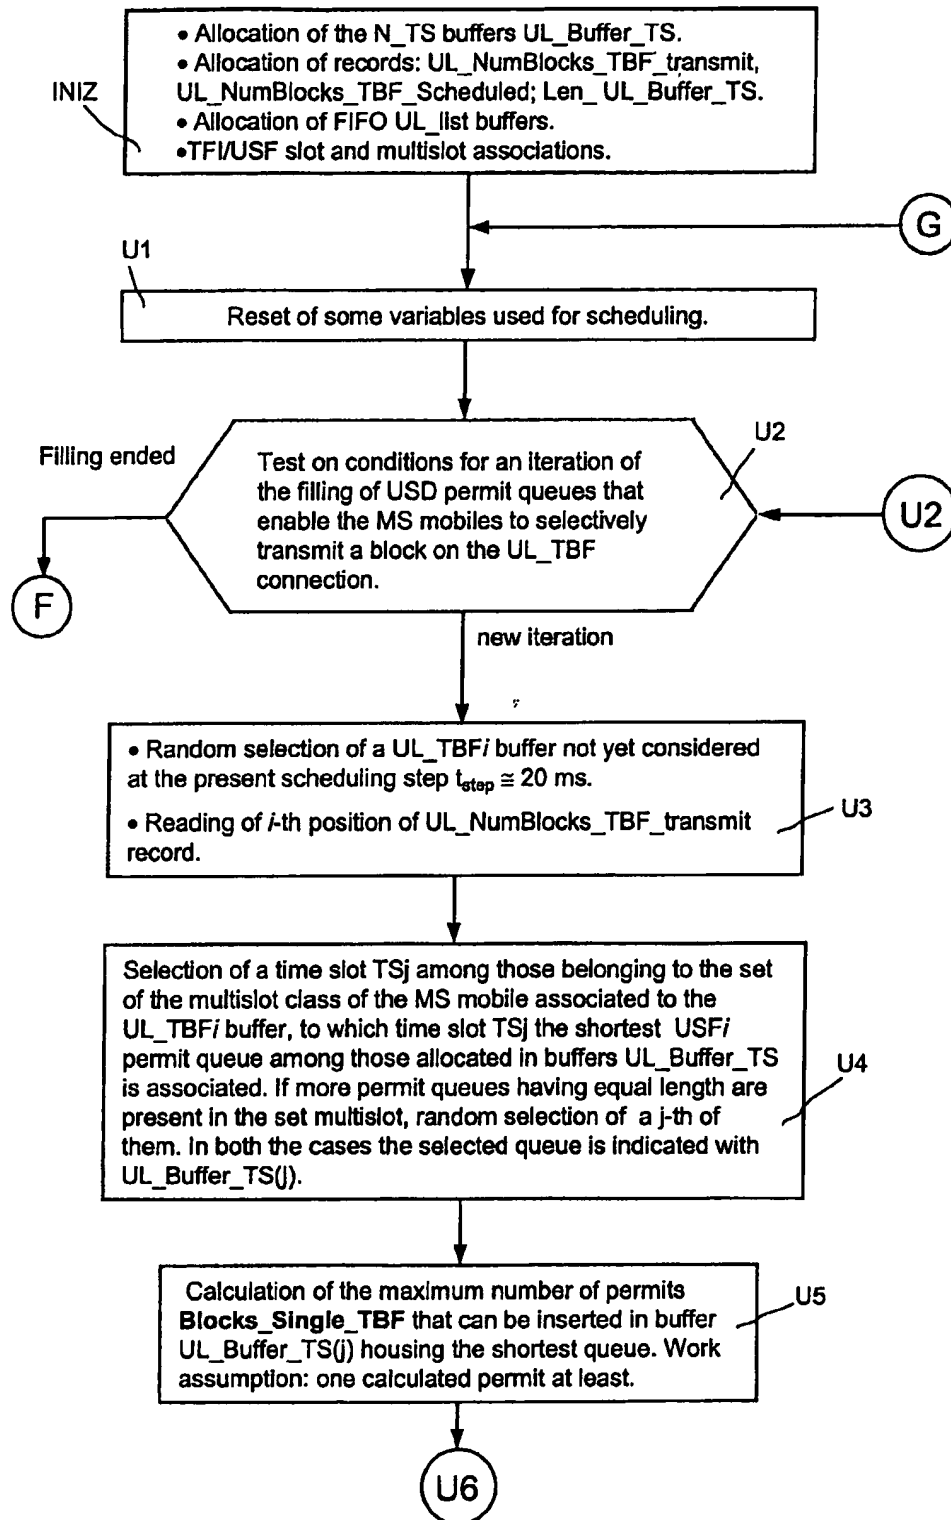 • Allocation of the N_TS buffers UL_Buffer_TS.
• Allocation of records: UL_NumBlocks_TBF_transmit,
UL_NumBlocks_TBF_Scheduled; Len_ UL_Buffer_TS.
• Allocation of FIFO UL_list buffers.
•TFI/USF slot and multislot associations.
INIZ
G
U1
Reset of some variables used for scheduling.
Filling ended
U2
Test on conditions for an iteration of
the filling of USD permit queues that
enable the MS mobiles to selectively
transmit a block on the UL_TBF
connection.
U2
F
new iteration
• Random selection of a UL_TBFi buffer not yet considered
at the present scheduling step tstep ≅ 20 ms.
• Reading of i-th position of UL_NumBlocks_TBF_transmit
record.
U3
Selection of a time slot TSj among those belonging to the set
of the multislot class of the MS mobile associated to the
UL_TBFi buffer, to which time slot TSj the shortest USFi
permit queue among those allocated in buffers UL_Buffer_TS
is associated. If more permit queues having equal length are
present in the set multislot, random selection of a j-th of
them. In both the cases the selected queue is indicated with
UL_Buffer_TS(j).
U4
Calculation of the maximum number of permits
Blocks_Single_TBF that can be inserted in buffer
UL_Buffer_TS(j) housing the shortest queue. Work
assumption: one calculated permit at least.
U5
U6